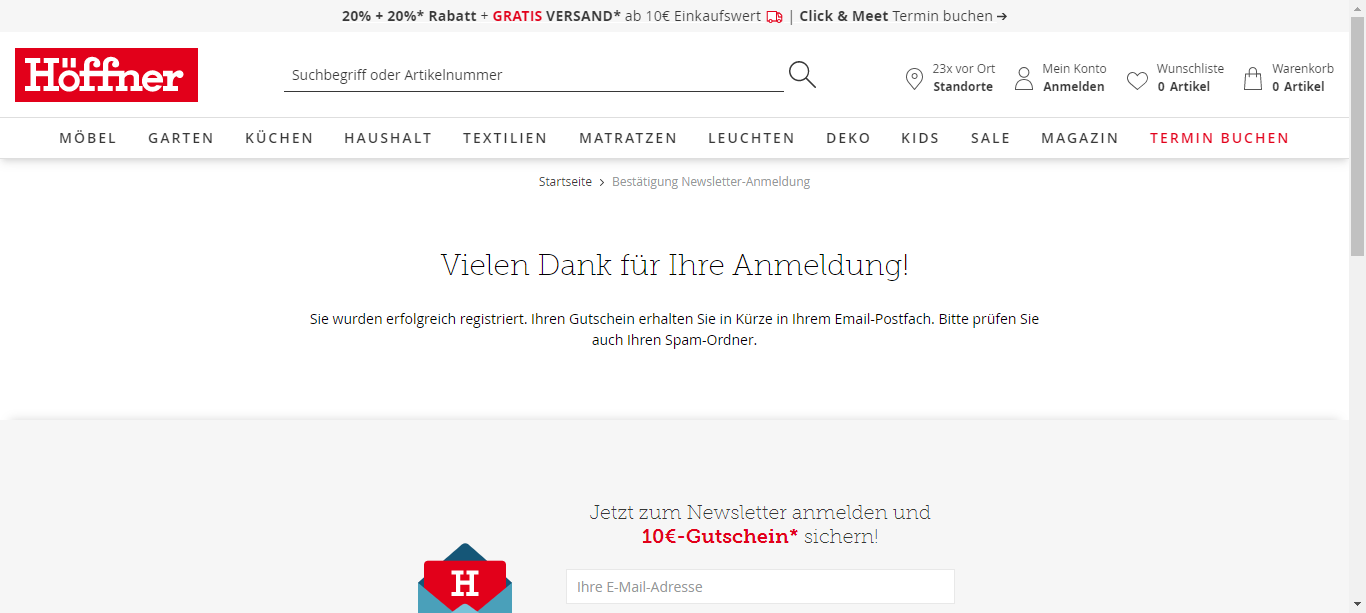 20% + 20%* Rabatt + GRATIS VERSAND* ab 10€ Einkaufswert | Click & Meet Termin buchen →
Höffner
Suchbegriff oder Artikelnummer
23x vor Ort
Standorte
Mein Konto
Anmelden
Wunschliste
0 Artikel
Warenkorb
0 Artikel
MÖBEL GARTEN KÜCHEN HAUSHALT TEXTILIEN MATRATZEN LEUCHTEN DEKO KIDS SALE MAGAZIN TERMIN BUCHEN
Startseite > Bestätigung Newsletter-Anmeldung
Vielen Dank für Ihre Anmeldung!
Sie wurden erfolgreich registriert. Ihren Gutschein erhalten Sie in Kürze in Ihrem Email-Postfach. Bitte prüfen Sie
auch Ihren Spam-Ordner.
Jetzt zum Newsletter anmelden und
10€-Gutschein* sichern!
H
Ihre E-Mail-Adresse